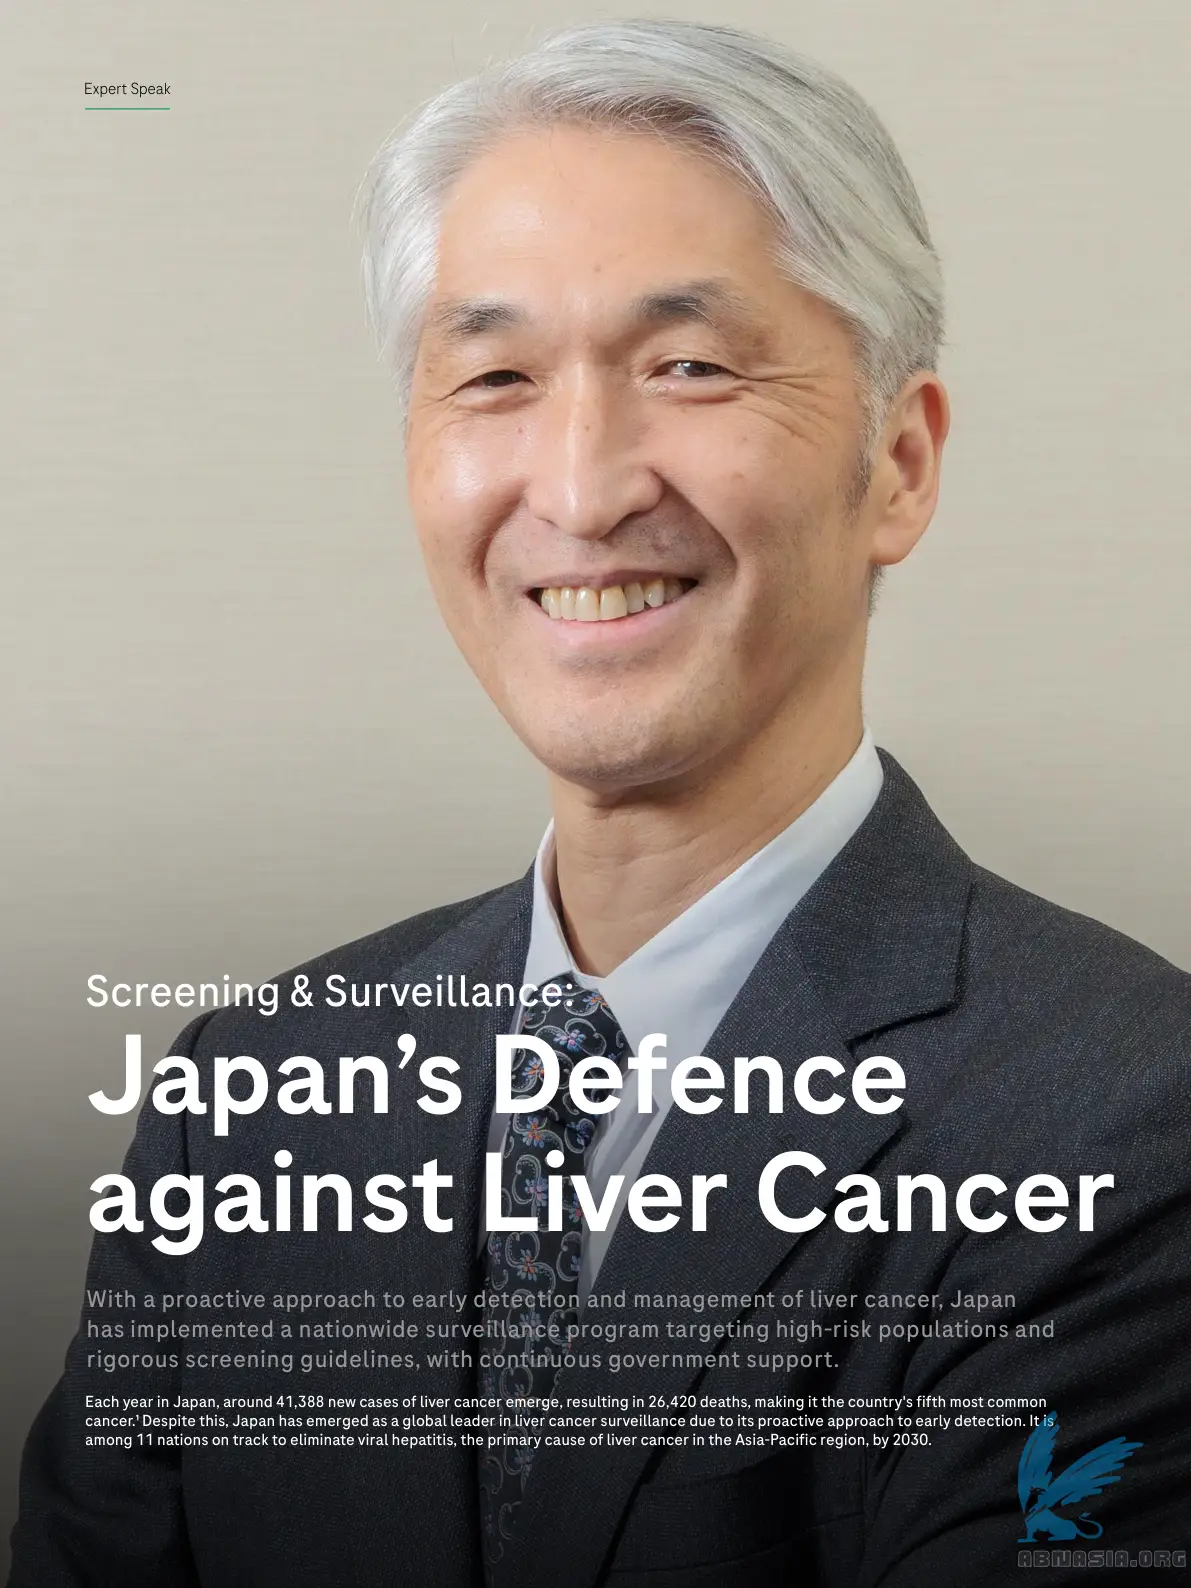 Expert Speak
Screening & Surveillance:
Japan’s Defence
against Liver Cancer
With a proactive approach to early detection and management of liver cancer, Japan
has implemented a nationwide surveillance program targeting high-risk populations and
rigorous screening guidelines, with continuous government support.
Each year in Japan, around 41,388 new cases of liver cancer emerge, resulting in 26,420 deaths, making it the country's fifth most common
cancer.¹ Despite this, Japan has emerged as a global leader in liver cancer surveillance due to its proactive approach to early detection. It is
among 11 nations on track to eliminate viral hepatitis, the primary cause of liver cancer in the Asia-Pacific region, by 2030.
ABNASIA.ORG